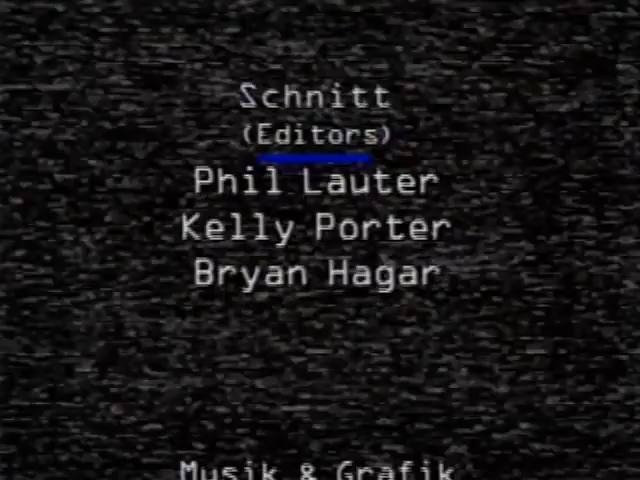 Schnitt
(Editors)
Phil Lauter
Kelly Porter
Bryan Hagar
Musik & Grafik